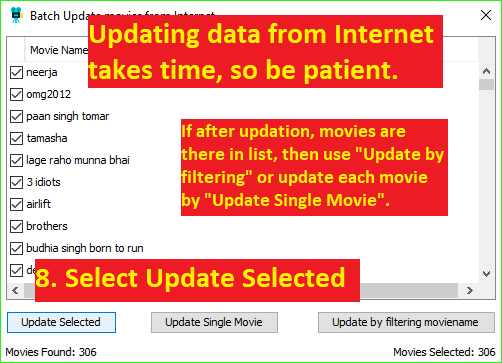 Batch Update movies from Internet
Updating data from Internet
takes time, so be patient.
Movie Name
neerja
omg2012
paan singh tomar
tamasha
lage raho munna bhai
3 idiots
airlift
brothers
budhia singh born to run
If after updation, movies are
there in list, then use "Update by
filtering" or update each movie
by "Update Single Movie".
8. Select Update Selected
Update Selected
Update Single Movie
Update by filtering moviename
Movies Found: 306
Movies Selected: 306